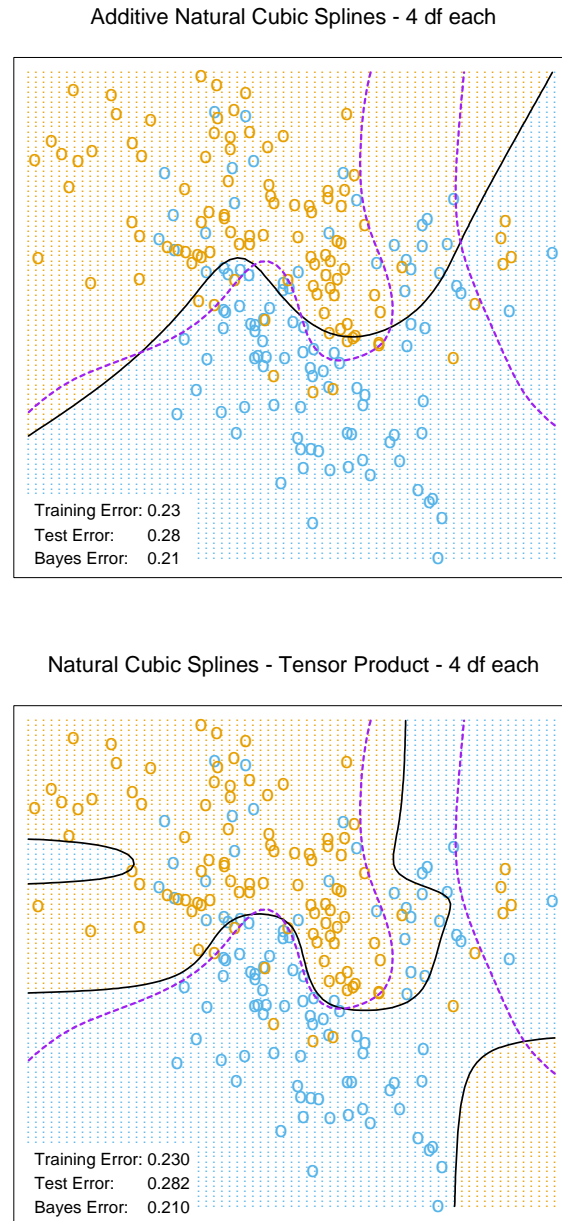 Additive Natural Cubic Splines - 4 df each
Training Error: 0.23
Test Error: 0.28
Bayes Error: 0.21
Natural Cubic Splines - Tensor Product - 4 df each
Training Error: 0.230
Test Error: 0.282
Bayes Error: 0.210